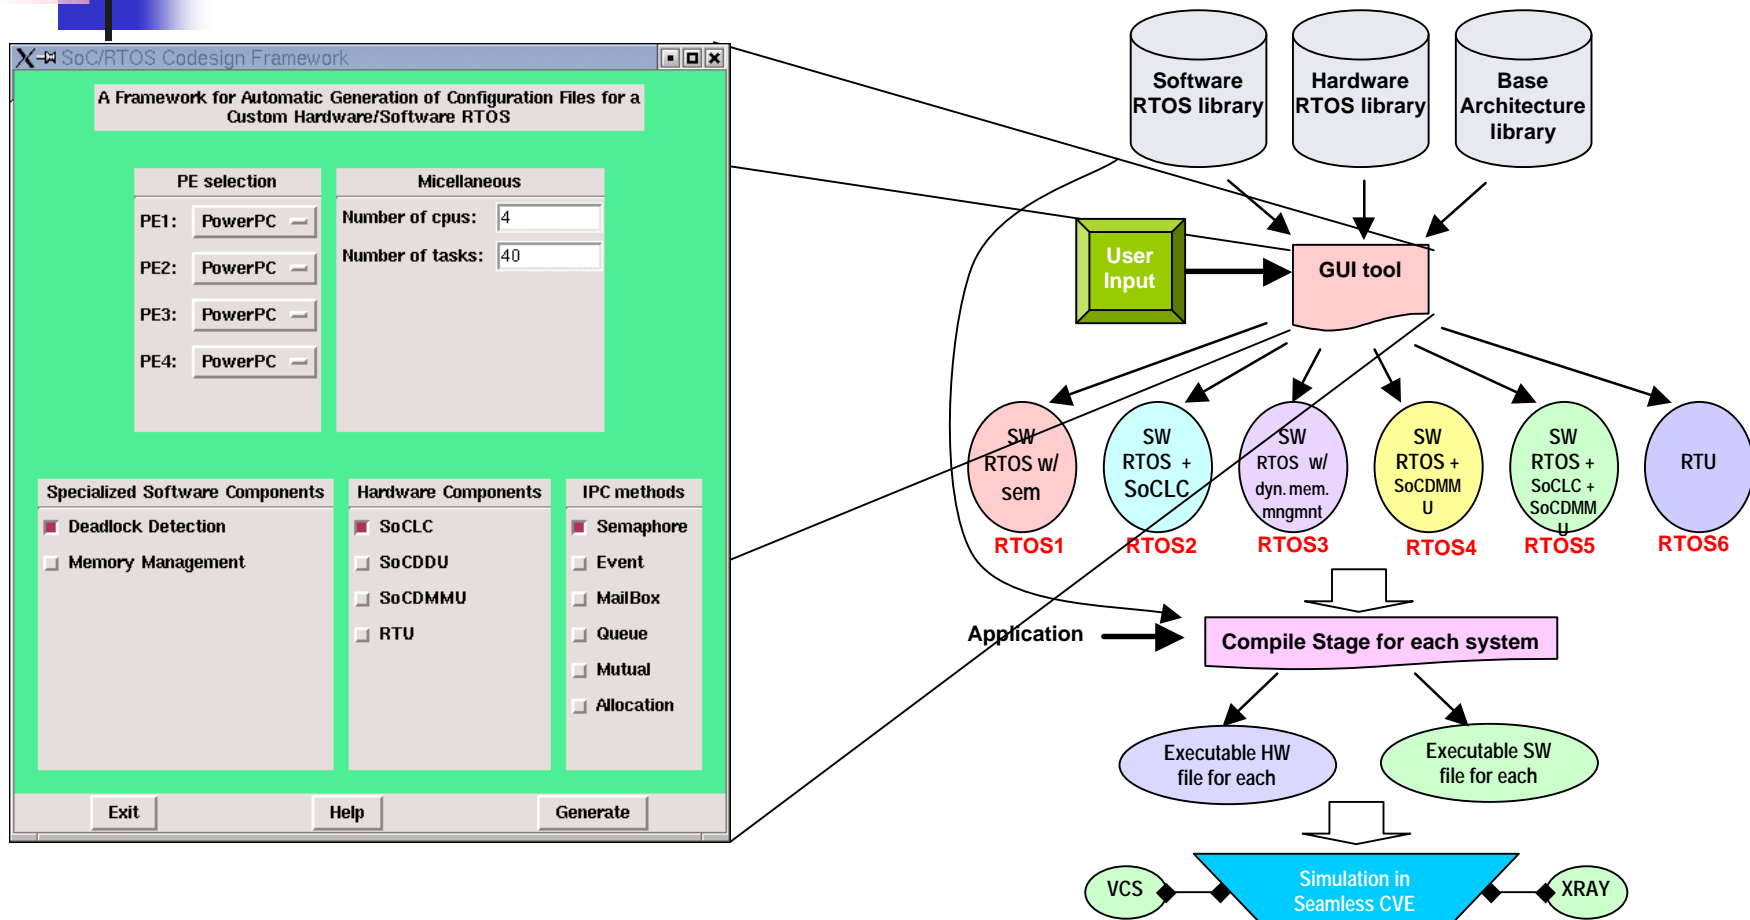 SoC/RTOS Codesign Framework
A Framework for Automatic Generation of Configuration Files for a
Custom Hardware/Software RTOS
PE selection
PE1: PowerPC
PE2: PowerPC
PE3: PowerPC
PE4: PowerPC
Micellaneous
Number of cpus: 4
Number of tasks: 40
Specialized Software Components
Deadlock Detection
Memory Management
Hardware Components
SoCLC
SoCDDU
SoCDMMU
RTU
IPC methods
Semaphore
Event
MailBox
Queue
Mutual
Allocation
Exit
Help
Generate
Software
RTOS library
Hardware
RTOS library
Base
Architecture
library
User
Input
GUI tool
SW
RTOS w/
sem
RTOS1
SW
RTOS +
SoCLC
RTOS2
SW
RTOS w/
dyn. mem.
mngmnt
RTOS3
SW
RTOS +
SoCDMM
U
RTOS4
SW
RTOS +
SoCLC +
SoCDMM
U
RTOS5
RTU
RTOS6
Application
Compile Stage for each system
Executable HW
file for each
Executable SW
file for each
VCS
Simulation in
Seamless CVE
XRAY